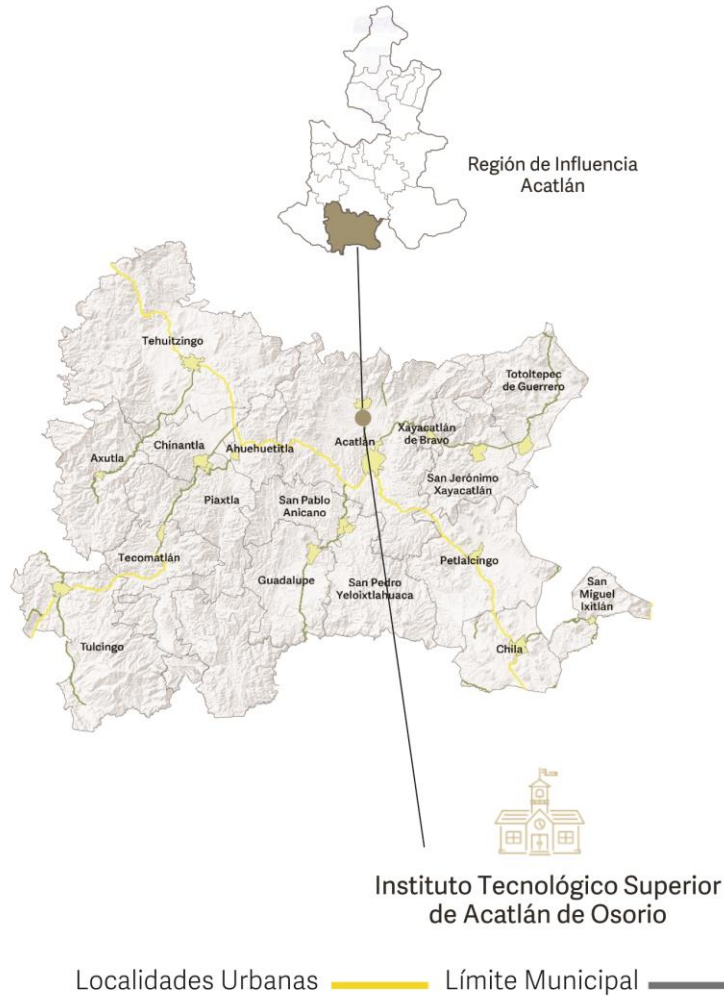 Región de Influencia
Acatlán
Tehuitzingo
Totoltepec
de Guerrero
Xayacatlán
de Bravo
Acatlán
Chinantla
Ahuehuetitla
Axutla
San Jerónimo
Xayacatlán
Piaxtla
San Pablo
Anicano
Tecomatlán
Petlalcingo
Guadalupe
San Pedro
Yeloixtlahuaca
San
Miguel
Ixitlán
Tulcingo
Chila
Instituto Tecnológico Superior
de Acatlán de Osorio
Localidades Urbanas
Límite Municipal